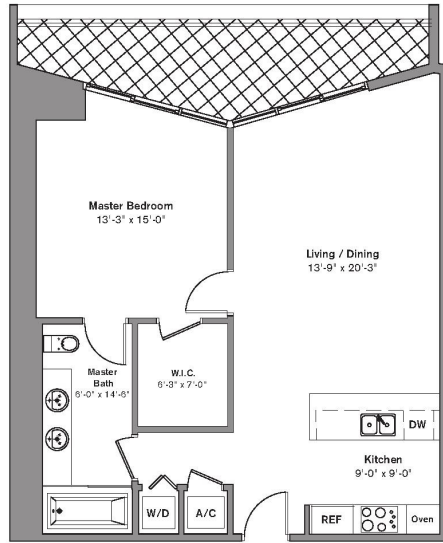 Master Bedroom
13'-3" x 15'-0"
Living / Dining
13'-9" x 20'-3"
Master
Bath
6'-0" x 14'-6"
W.I.C.
6'-3" x 7'-0"
DW
Kitchen
9'-0" x 9'-0"
W/D
A/C
REF
Oven